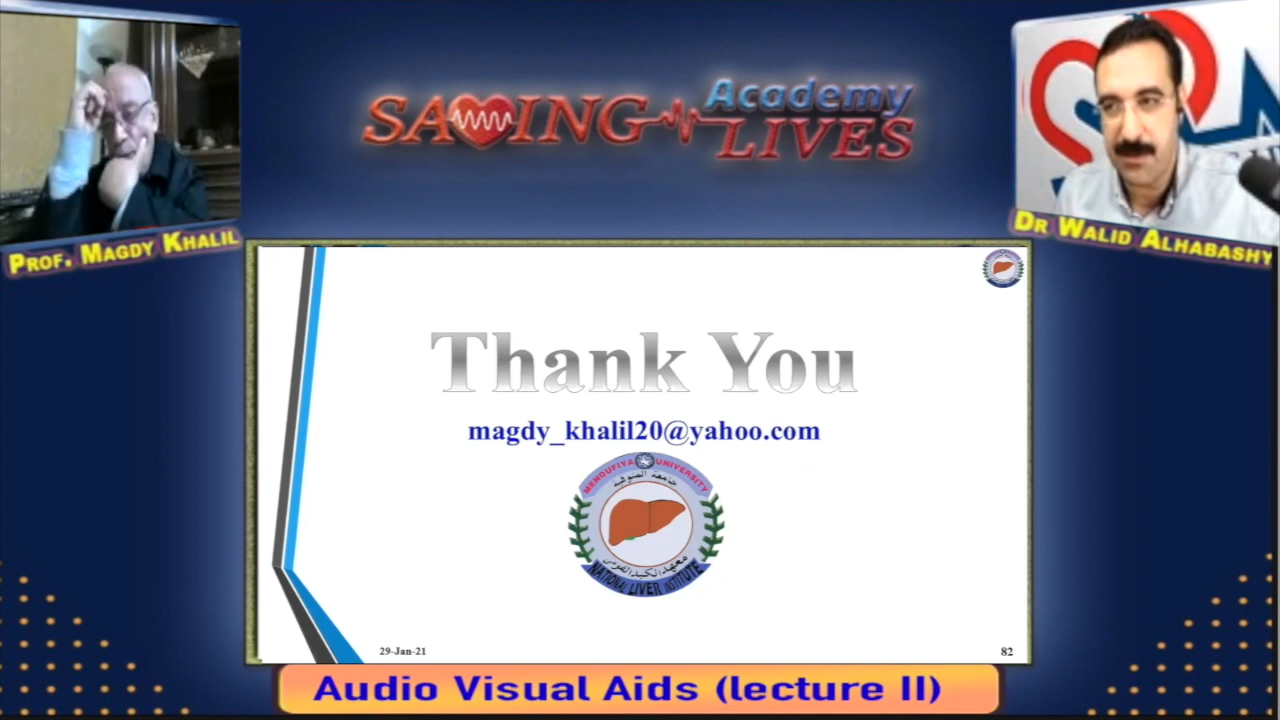 SAVING Academy LIVES
PROF. MAGDY KHALIL
DR WALID ALHABASHY
Thank You
magdy_khalil20@yahoo.com
MENOUFIYA UNIVERSITY
جامعة المنوفية
معهد الكبد القومى
NATIONAL LIVER INSTITUTE
29-Jan-21
82
Audio Visual Aids (lecture II)